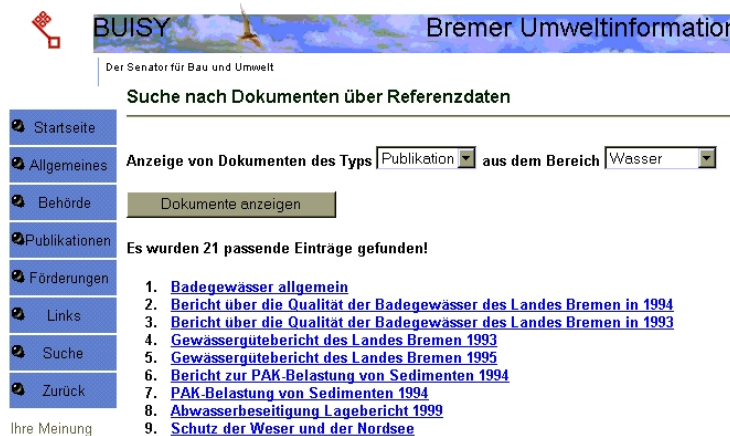 BUISY Bremer Umweltinformation
Der Senator für Bau und Umwelt
Suche nach Dokumenten über Referenzdaten
Startseite
Allgemeines
Behörde
Publikationen
Förderungen
Links
Suche
Zurück
Ihre Meinung
Anzeige von Dokumenten des Typs Publikation aus dem Bereich Wasser
Dokumente anzeigen
Es wurden 21 passende Einträge gefunden!
1. Badegewässer allgemein
2. Bericht über die Qualität der Badegewässer des Landes Bremen in 1994
3. Bericht über die Qualität der Badegewässer des Landes Bremen in 1993
4. Gewässergütebericht des Landes Bremen 1993
5. Gewässergütebericht des Landes Bremen 1995
6. Bericht zur PAK-Belastung von Sedimenten 1994
7. PAK-Belastung von Sedimenten 1994
8. Abwasserbeseitigung Lagebericht 1999
9. Schutz der Weser und der Nordsee